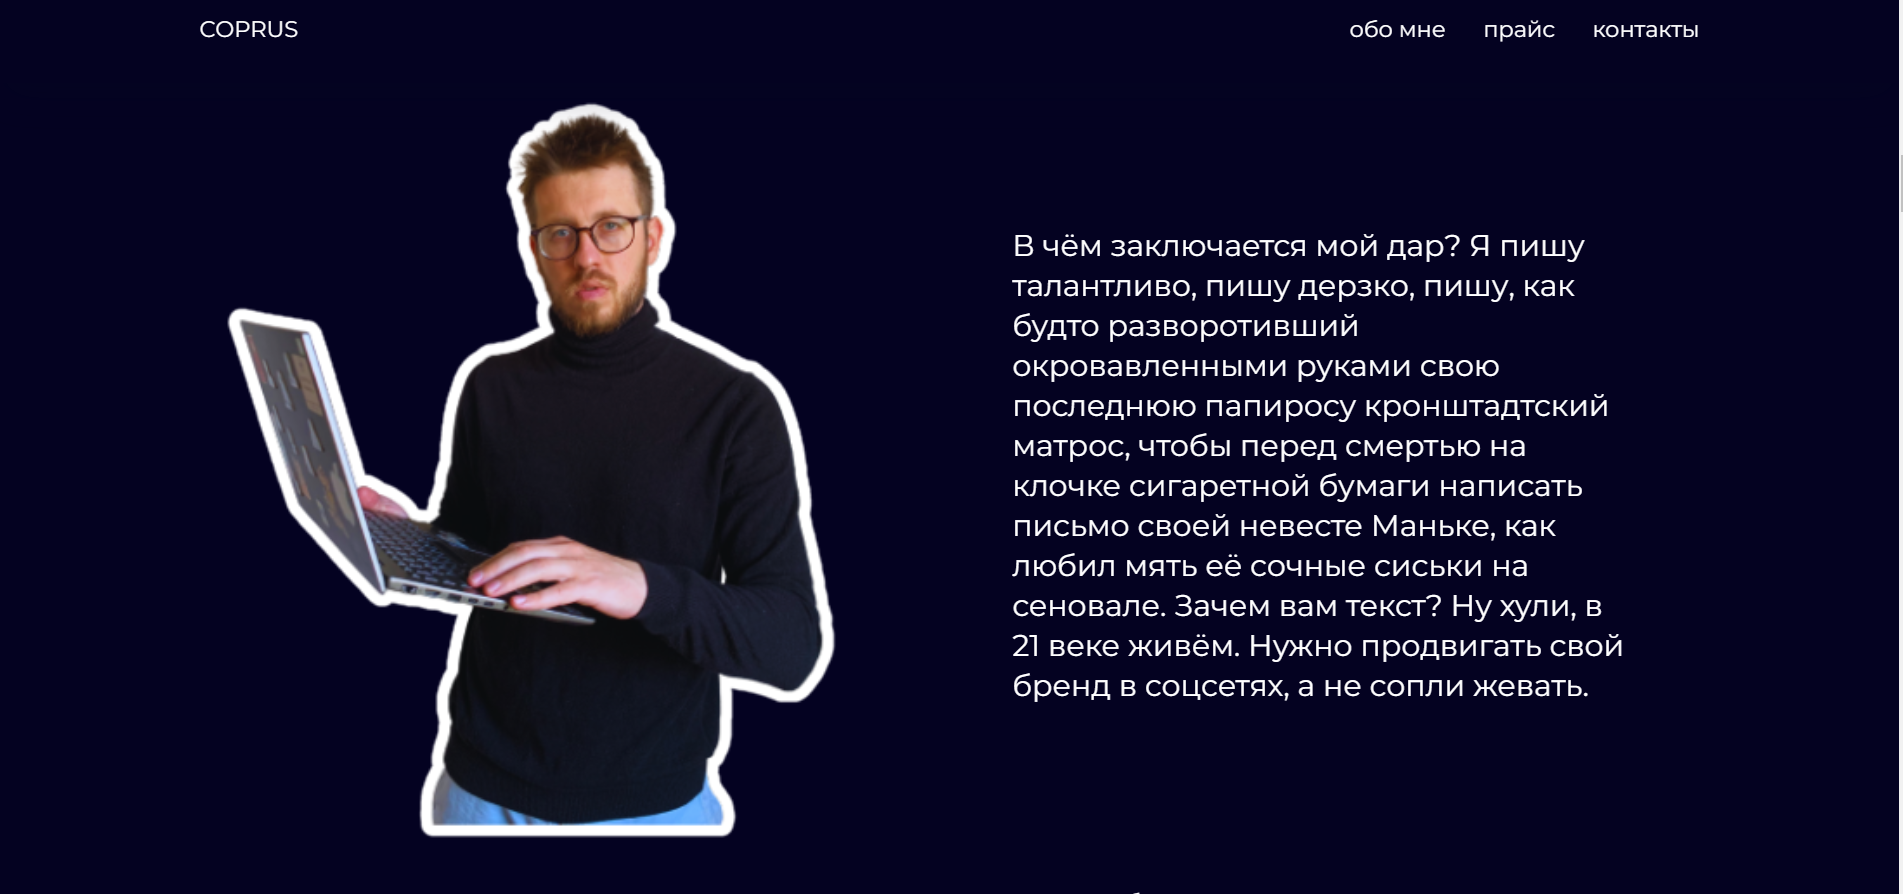 COPRUS
обо мне прайс контакты
В чём заключается мой дар? Я пишу
талантливо, пишу дерзко, пишу, как
будто разворотивший
окровавленными руками свою
последнюю папиросу кронштадтский
матрос, чтобы перед смертью на
клочке сигаретной бумаги написать
письмо своей невесте Маньке, как
любил мять её сочные сиськи на
сеновале. Зачем вам текст? Ну хули, в
21 веке живём. Нужно продвигать свой
бренд в соцсетях, а не сопли жевать.